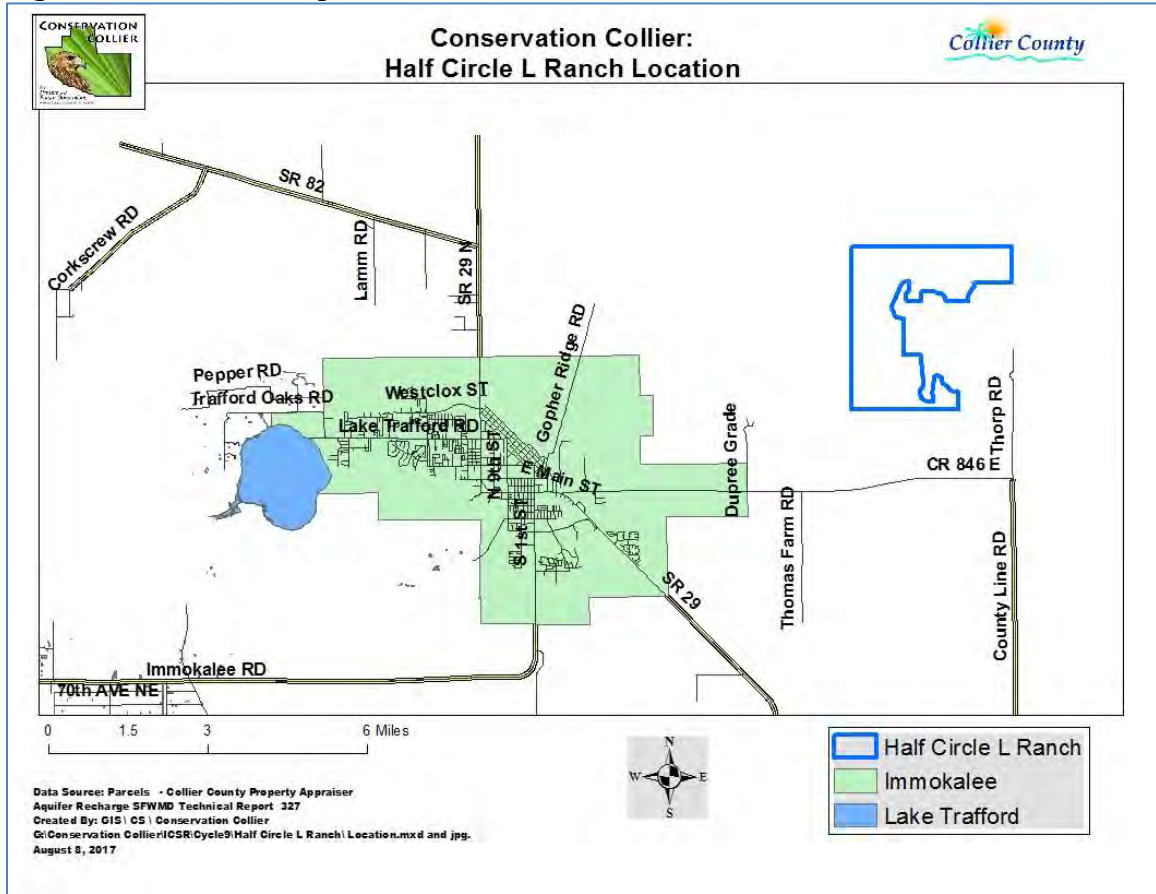 CONSERVATION
COLLIER
Conservation Collier:
Half Circle L Ranch Location
Collier County
SR 82
Corkscrew RD
Lamm RD
SR 29 N
Gopher Ridge RD
Pepper RD
Trafford Oaks RD
Westclox ST
Lake Trafford RD
N 9th ST
E Main ST
S 1st ST
Dupree Grade
CR 846 E
Thorp RD
Thomas Farm RD
SR 29
County Line RD
Immokalee RD
70th AVE NE
0 1.5 3 6 Miles
N
W E
S
Half Circle L Ranch
Immokalee
Lake Trafford
Data Source: Parcels - Collier County Property Appraiser
Aquifer Recharge SFWMD Technical Report 327
Created By: GIS \ CS \ Conservation Collier
G:\Conservation Collier\ICSR\Cycle9\Half Circle L Ranch\ Location.mxd and jpg.
August 8, 2017